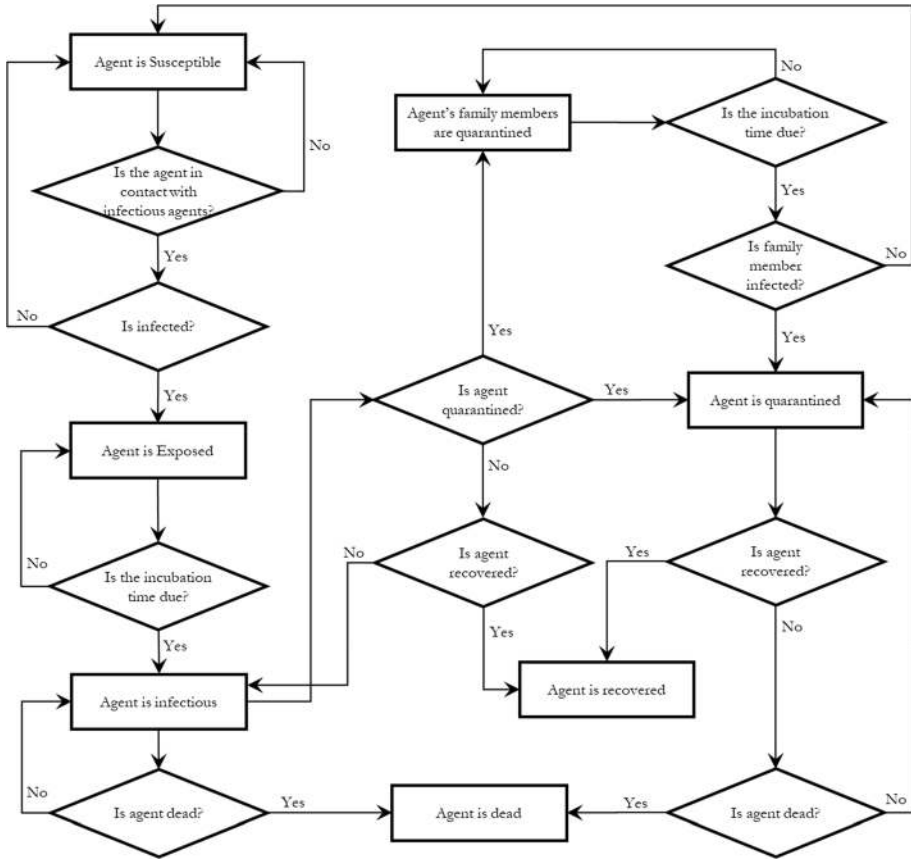 No
Agent is Susceptible
No
Agent's family members
are quarantined
Is the incubation
time due?
No
Is the agent in
contact with
infectious agents?
Yes
Yes
Is family
member
infected?
No
No
Is infected?
Yes
Yes
Yes
Is agent
quarantined?
Yes
Agent is quarantined
Agent is Exposed
No
No
Is the incubation
time due?
No
Is agent
recovered?
Yes
Is agent
recovered?
Yes
Yes
No
Agent is infectious
Agent is recovered
No
Is agent dead?
Yes
Agent is dead
Yes
Is agent dead?
No